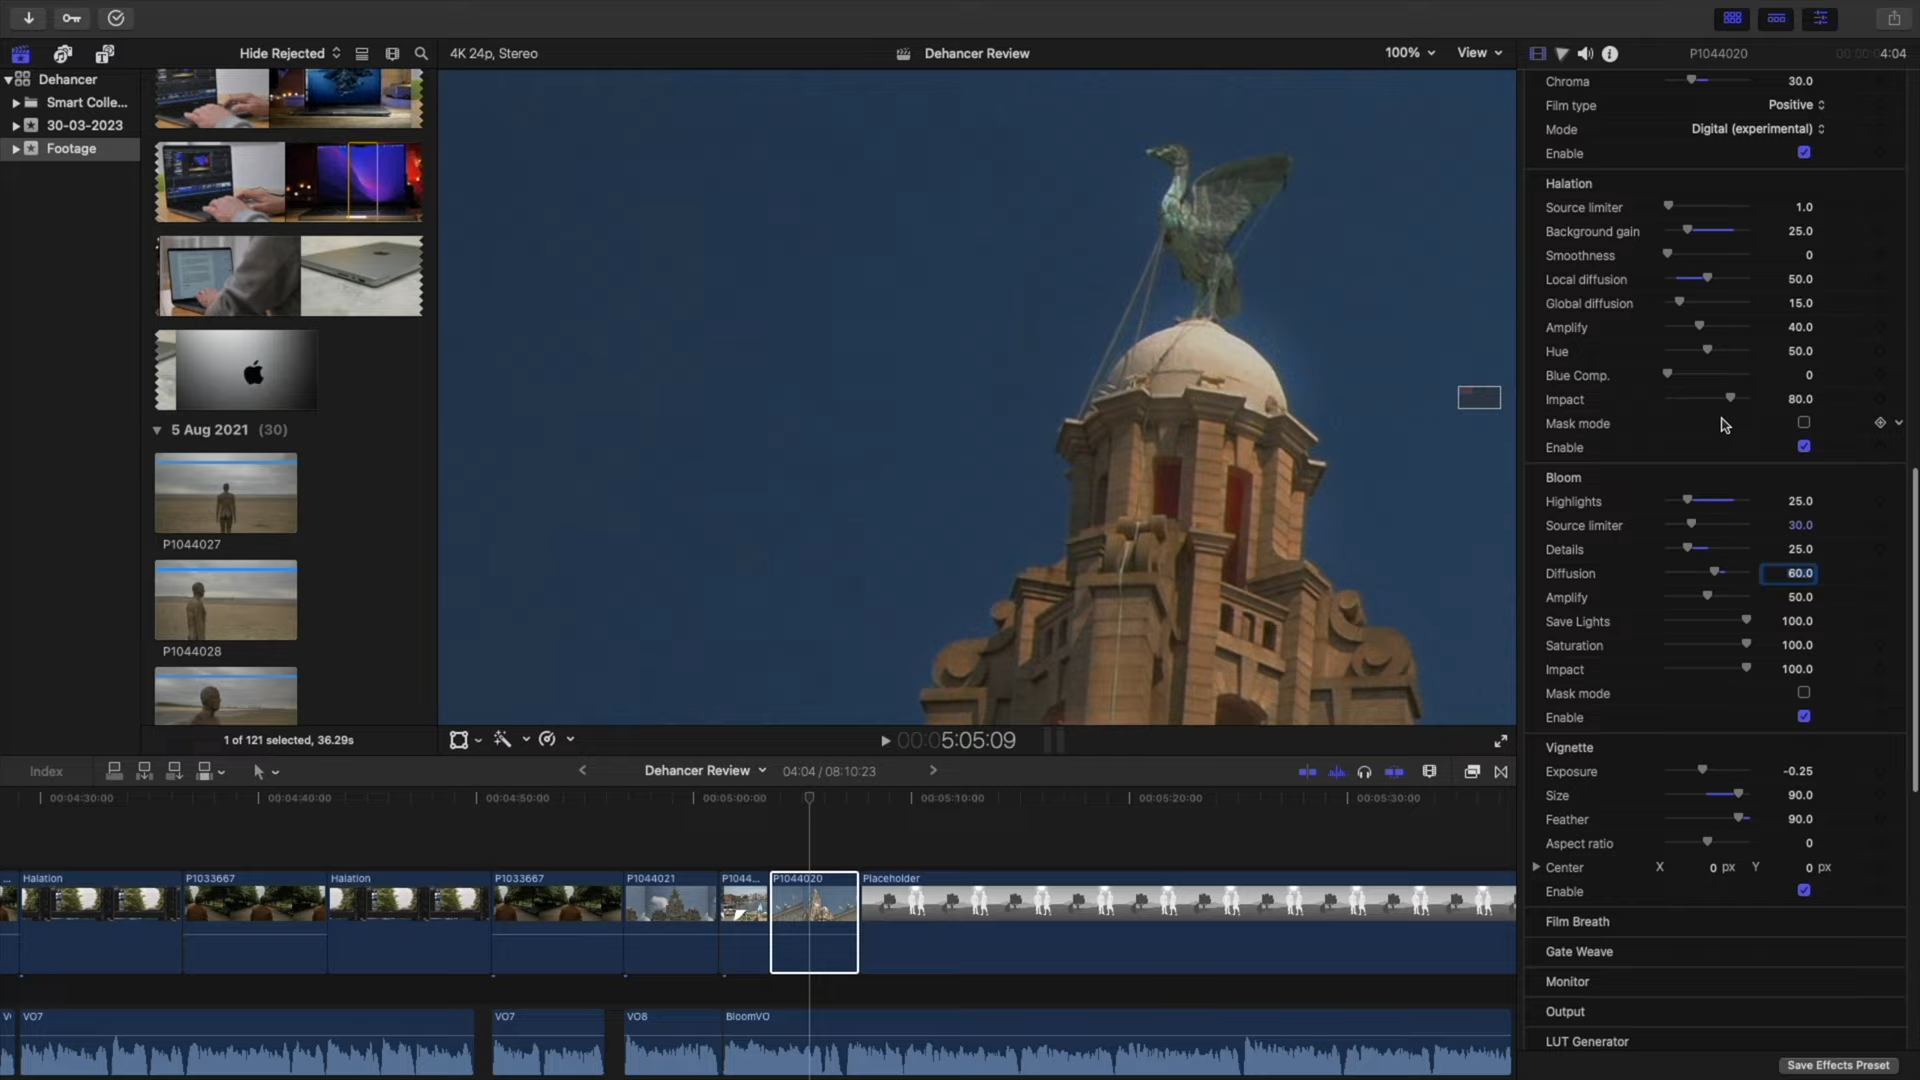 Hide Rejected
4K 24p, Stereo
Dehancer Review
100%
View
P1044020
00:00:04:04
Dehancer
Smart Colle...
30-03-2023
Footage
5 Aug 2021 (30)
P1044027
P1044028
1 of 121 selected, 36.29s
00:05:05:09
Chroma 30.0
Film type Positive
Mode Digital (experimental)
Enable
Halation
Source limiter 1.0
Background gain 25.0
Smoothness 0
Local diffusion 50.0
Global diffusion 15.0
Amplify 40.0
Hue 50.0
Blue Comp. 0
Impact 80.0
Mask mode
Enable
Bloom
Highlights 25.0
Source limiter 30.0
Details 25.0
Diffusion 60.0
Amplify 50.0
Save Lights 100.0
Saturation 100.0
Impact 100.0
Mask mode
Enable
Vignette
Exposure -0.25
Size 90.0
Feather 90.0
Aspect ratio 0
Center X 0 px Y 0 px
Enable
Film Breath
Gate Weave
Monitor
Output
LUT Generator
Save Effects Preset
Index
Dehancer Review
04:04 / 08:10:23
00:04:30:00 00:04:40:00 00:04:50:00 00:05:00:00 00:05:10:00 00:05:20:00 00:05:30:00
... Halation P1033667 Halation P1033667 P1044021 P1044... P1044020 Placeholder
VO7 VO7 VO8 BloomVO